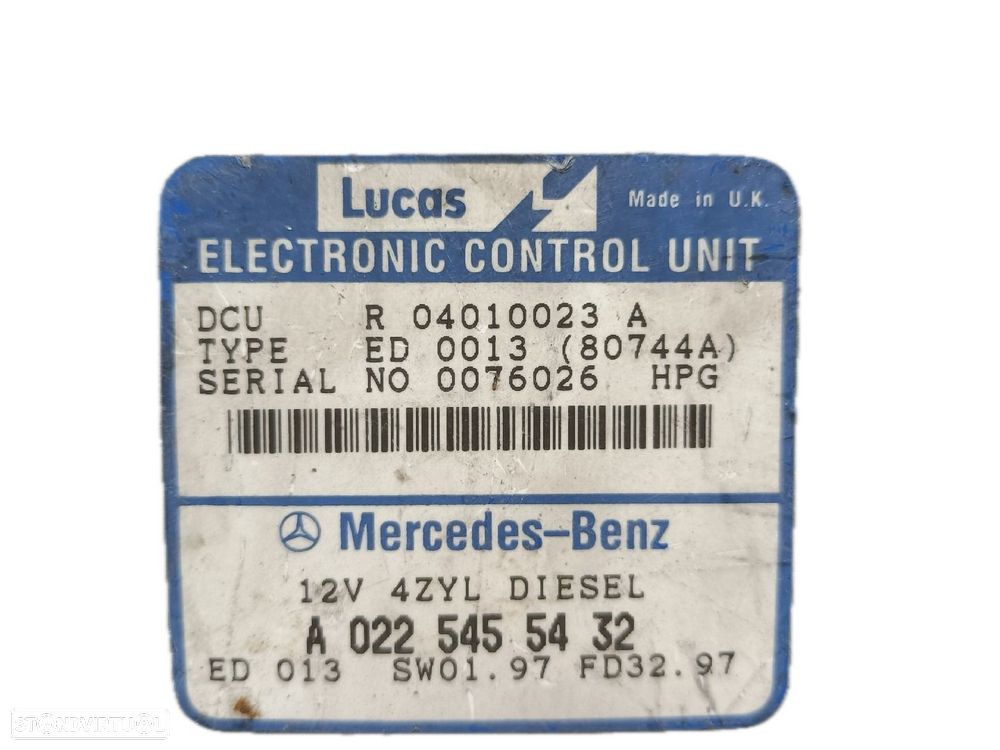 Lucas
Made in U.K.
ELECTRONIC CONTROL UNIT
DCU R 04010023 A
TYPE ED 0013 (80744A)
SERIAL NO 0076026 HPG
Mercedes-Benz
12V 4ZYL DIESEL
A 022 545 54 32
ED 013 SW01.97 FD32.97
STANDVIRTUAL